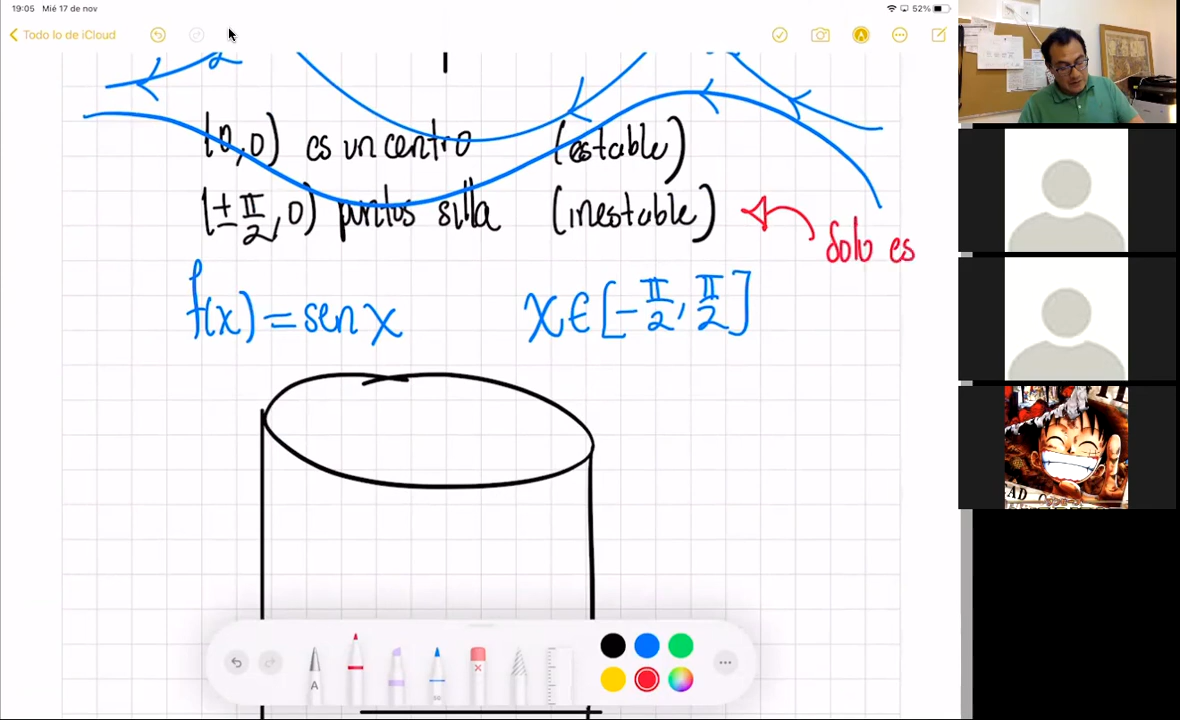 19:05 Mié 17 de nov
52%
Todo lo de iCloud
(0,0) es un centro (estable)
(±π/2, 0) puntos silla (inestable)
Solo es
f(x) = sen x x ∈ [-π/2, π/2]
A